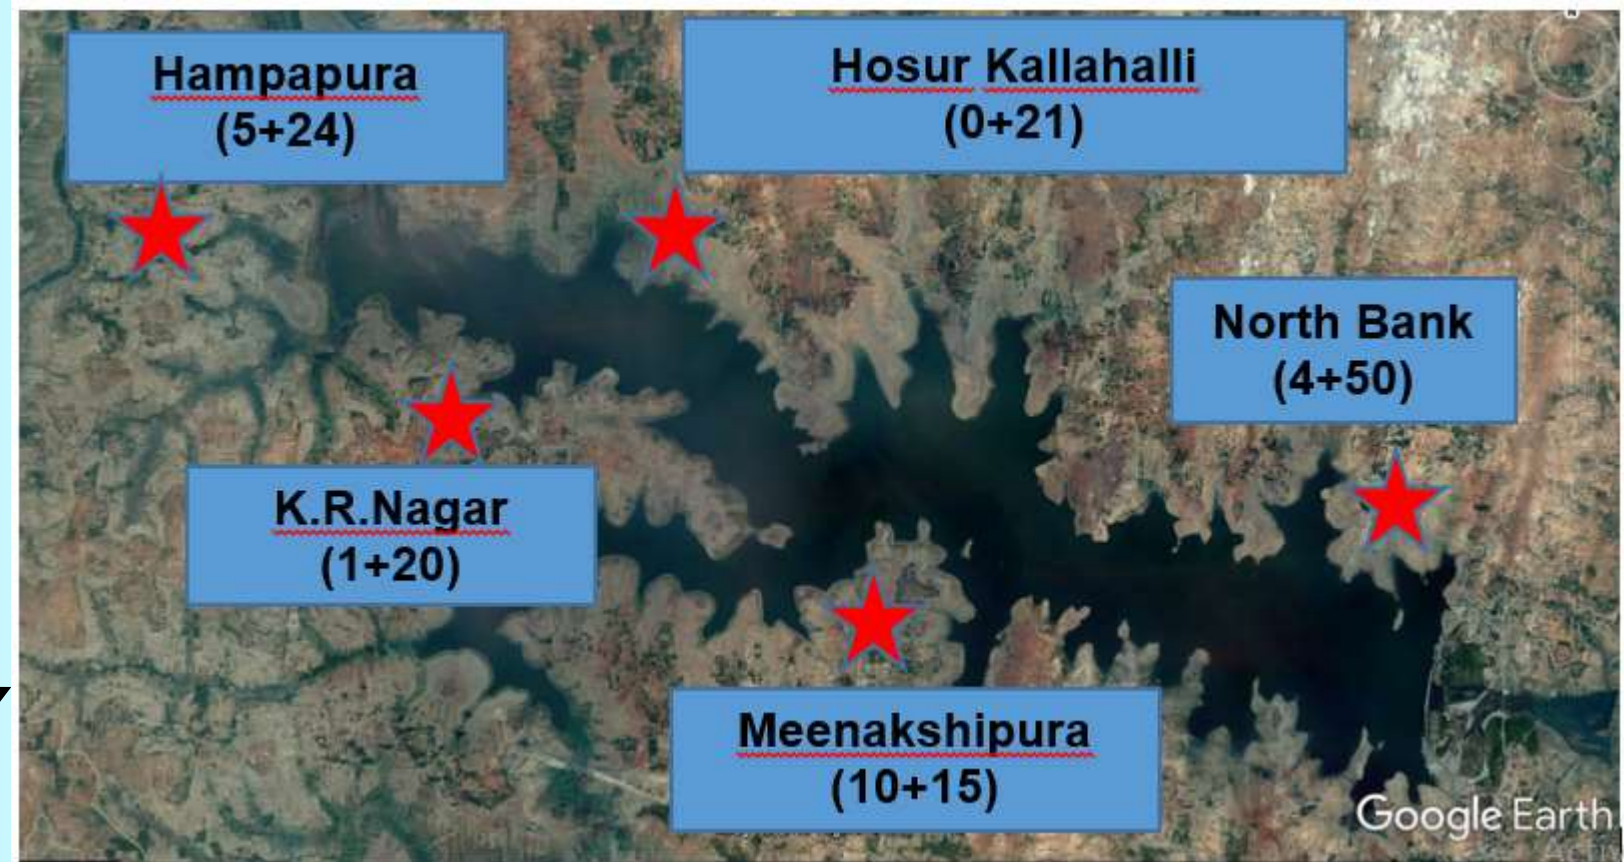 Hampapura
(5+24)
Hosur Kallahalli
(0+21)
North Bank
(4+50)
K.R.Nagar
(1+20)
Meenakshipura
(10+15)
Google Earth